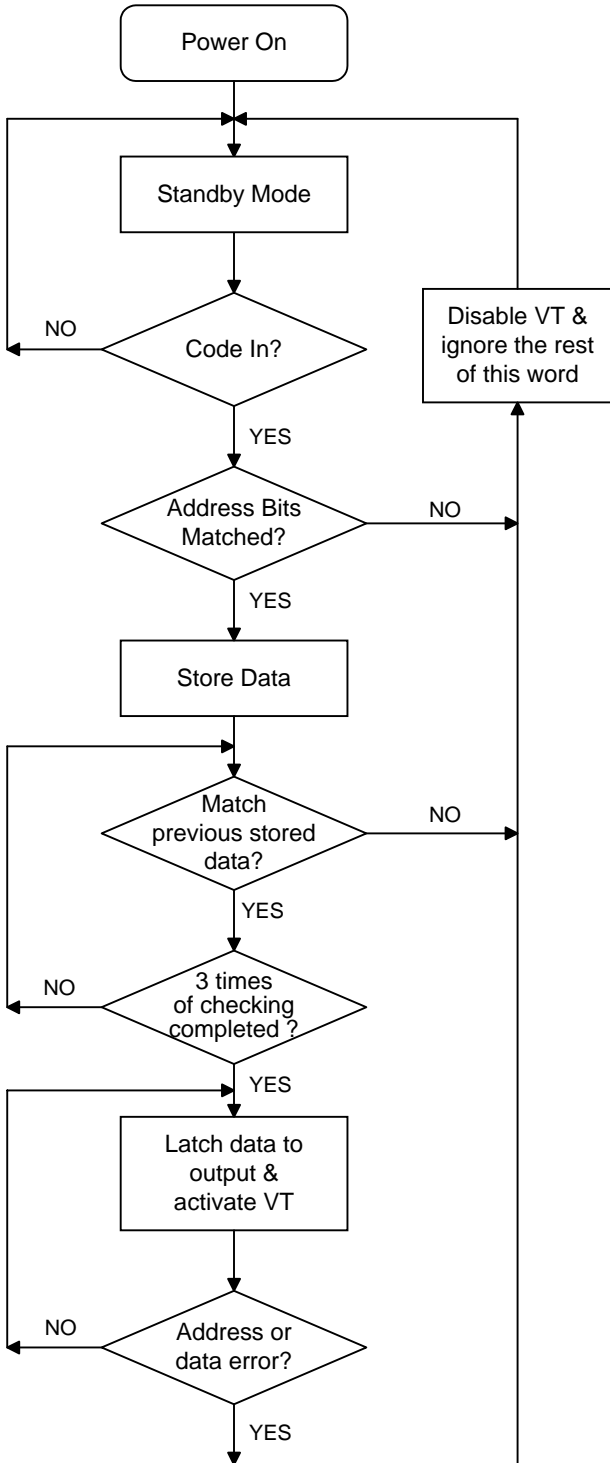 Power On
Standby Mode
NO
Code In?
Disable VT &
ignore the rest
of this word
YES
Address Bits
Matched?
NO
YES
Store Data
Match
previous stored
data?
NO
YES
NO
3 times
of checking
completed ?
YES
Latch data to
output &
activate VT
NO
Address or
data error?
YES